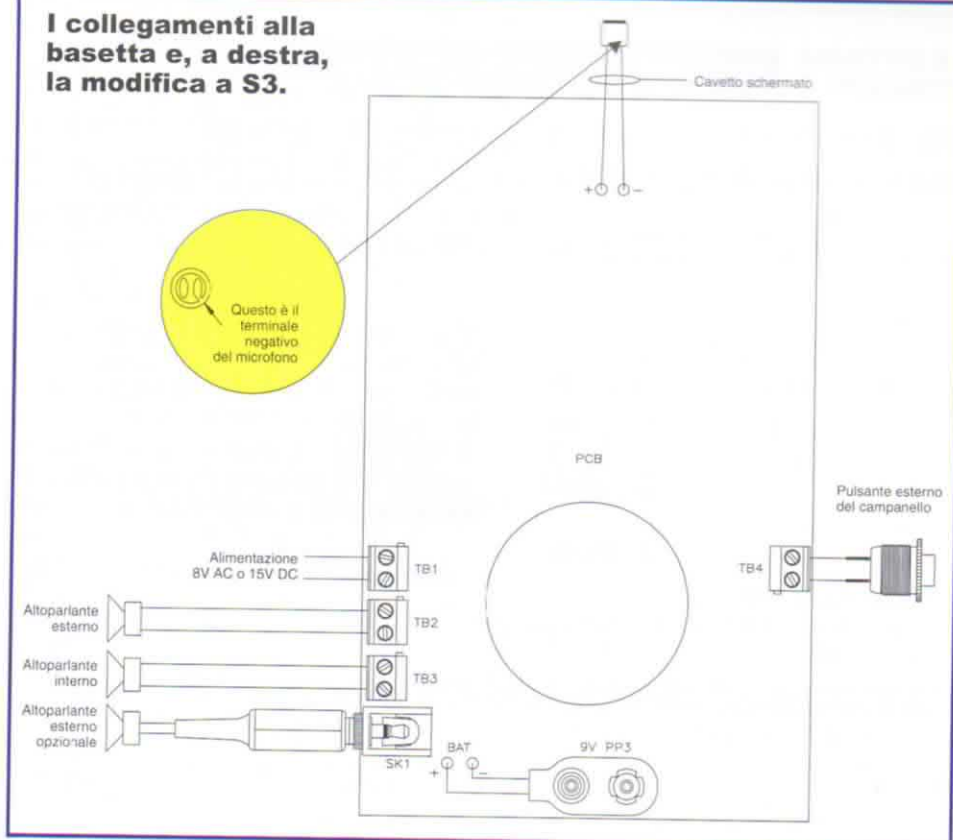 I collegamenti alla
basetta e, a destra,
la modifica a S3.
Cavetto schermato
+ -
Questo è il
terminale
negativo
del microfono
PCB
Pulsante esterno
del campanello
Alimentazione
8V AC o 15V DC
TB1
TB4
Altoparlante
esterno
TB2
Altoparlante
interno
TB3
Altoparlante
esterno
opzionale
SK1
BAT
+ -
9V PP3